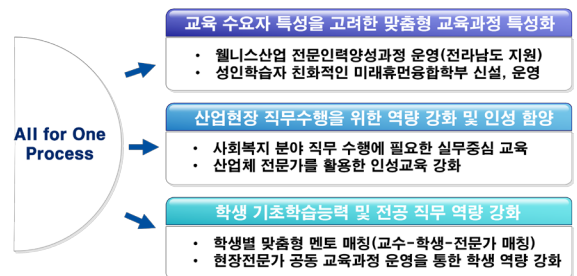 All for One
Process
교육 수요자 특성을 고려한 맞춤형 교육과정 특성화
• 웰니스산업 전문인력양성과정 운영(전라남도 지원)
• 성인학습자 친화적인 미래휴먼융합학부 신설, 운영
산업현장 직무수행을 위한 역량 강화 및 인성 함양
• 사회복지 분야 직무 수행에 필요한 실무중심 교육
• 산업체 전문가를 활용한 인성교육 강화
학생 기초학습능력 및 전공 직무 역량 강화
• 학생별 맞춤형 멘토 매칭(교수-학생-전문가 매칭)
• 현장전문가 공동 교육과정 운영을 통한 학생 역량 강화